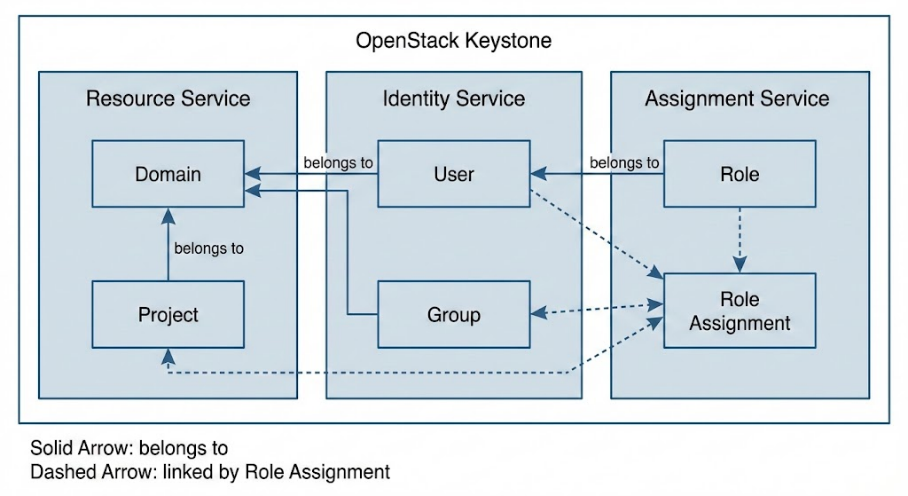 OpenStack Keystone
Resource Service
Identity Service
Assignment Service
Domain
belongs to
User
belongs to
Role
belongs to
Project
Group
Role
Assignment
Solid Arrow: belongs to
Dashed Arrow: linked by Role Assignment